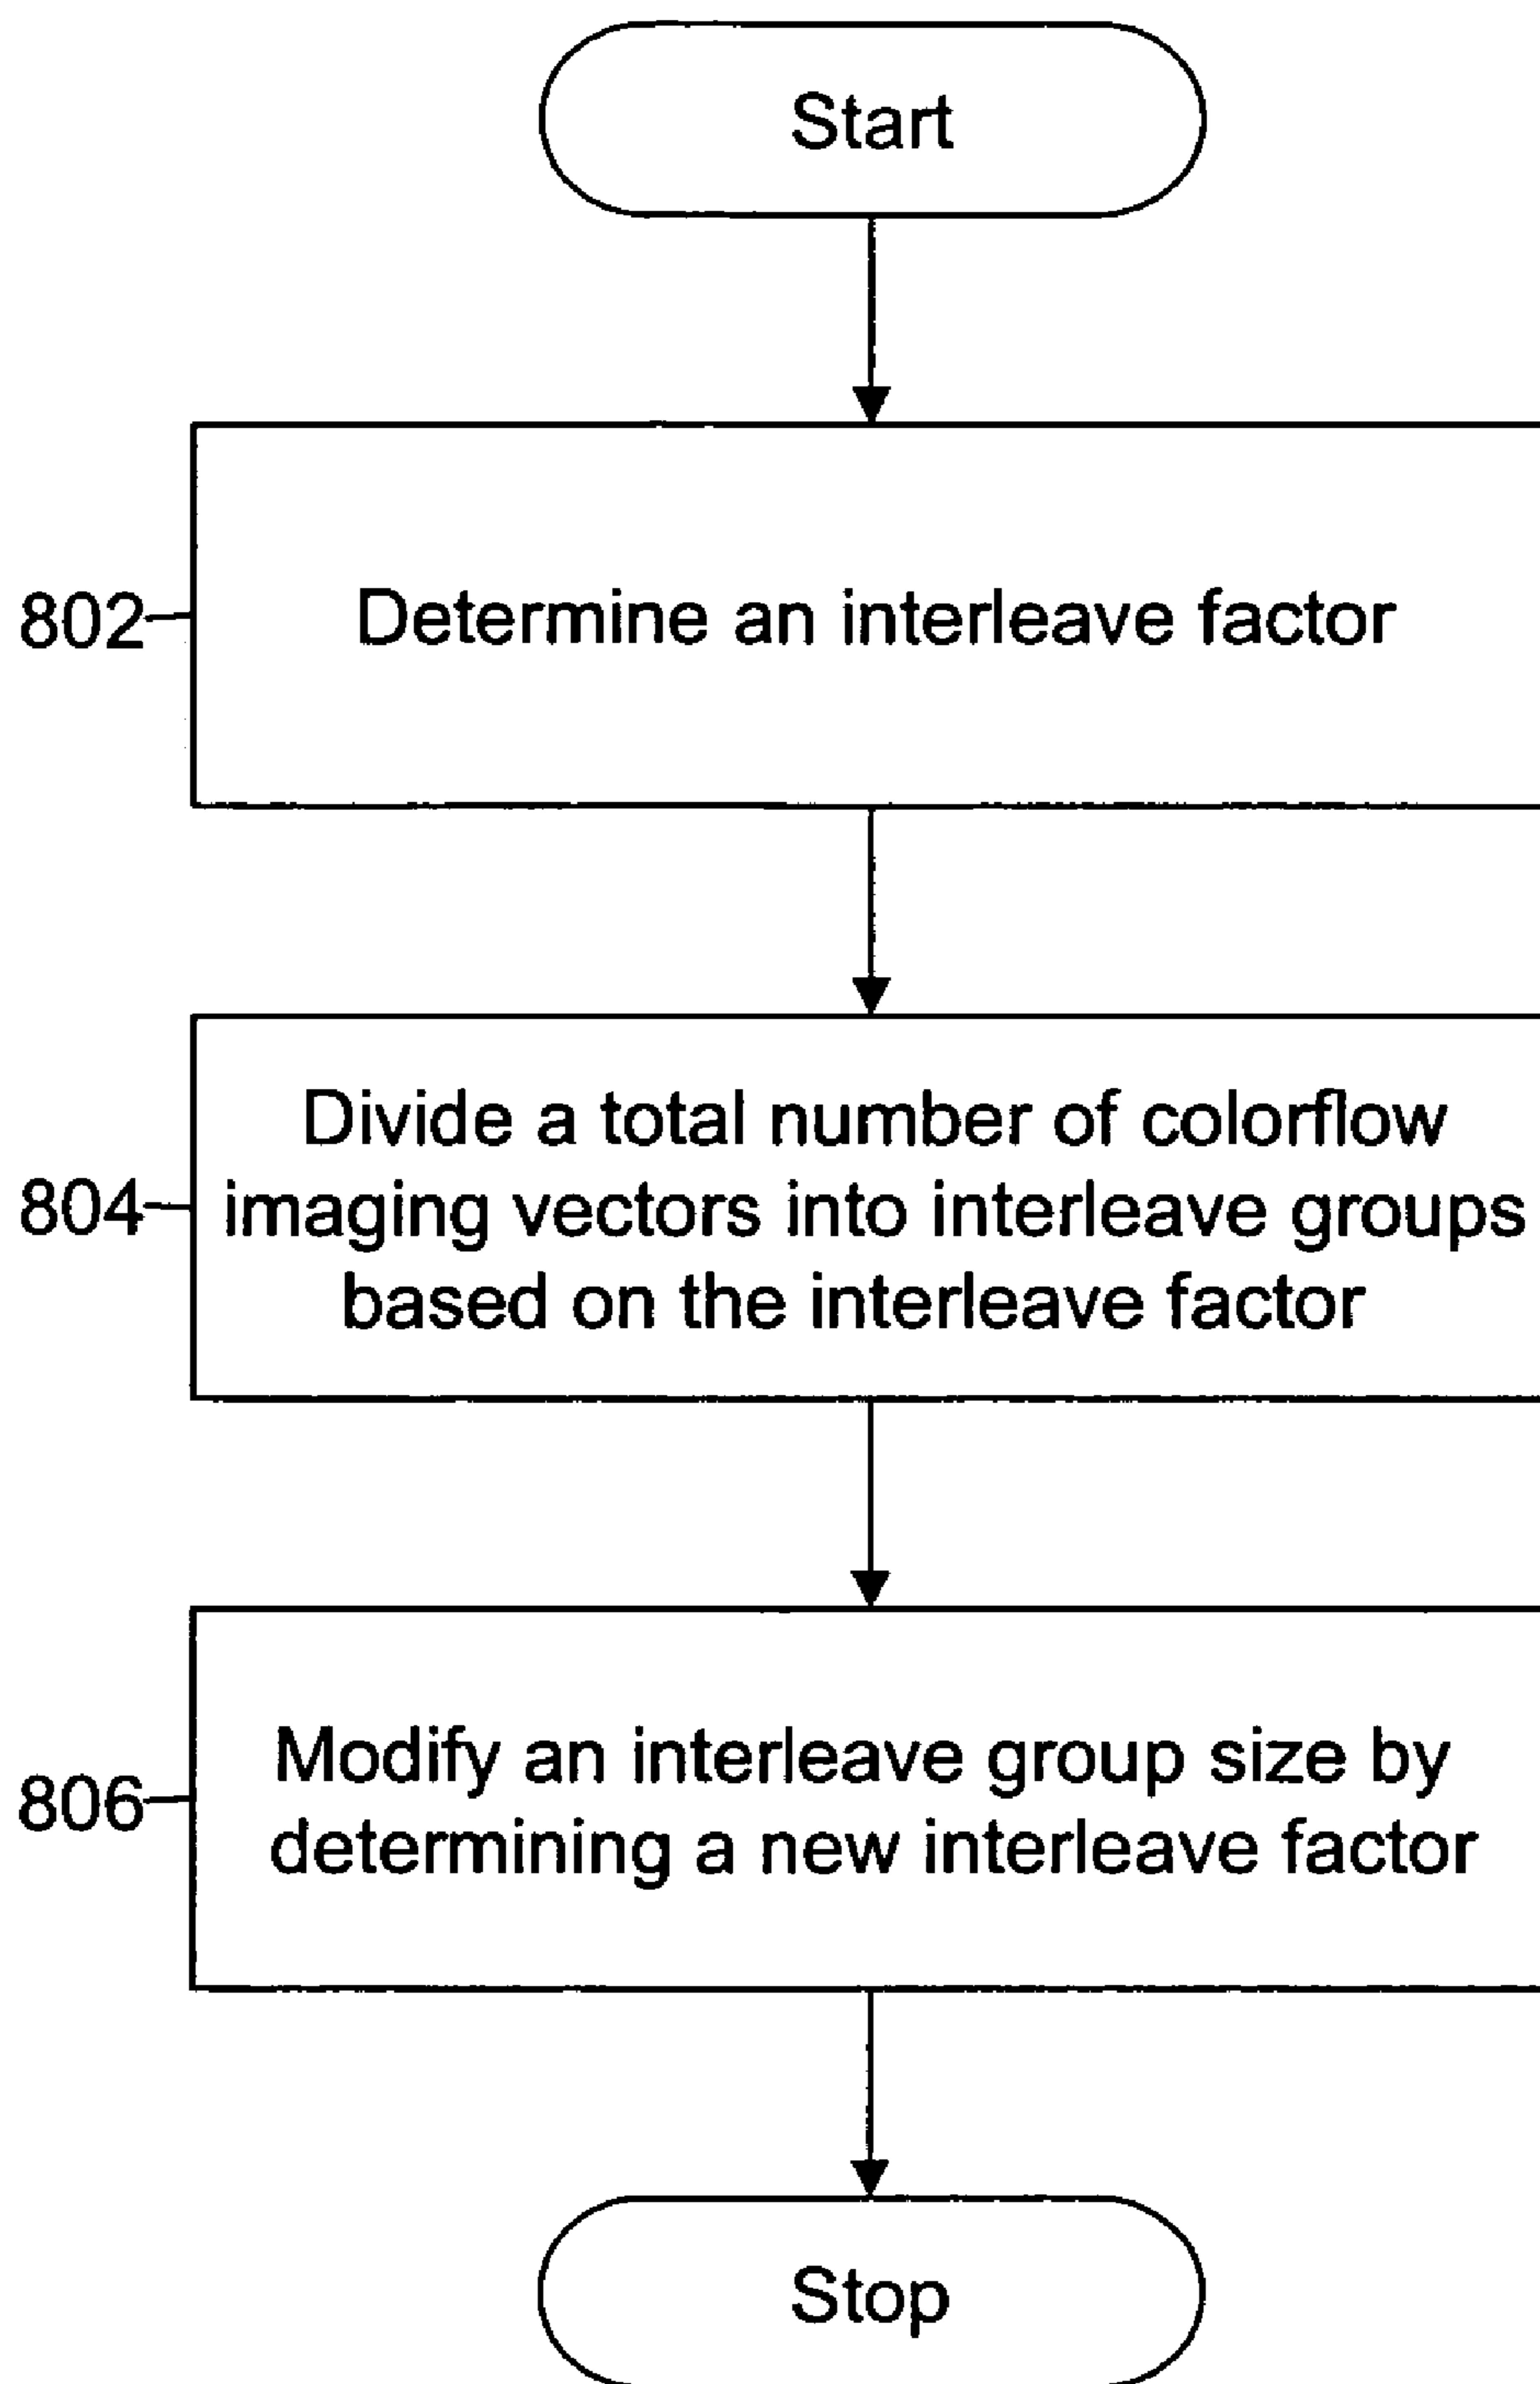 Start
802
Determine an interleave factor
804
Divide a total number of colorflow
imaging vectors into interleave groups
based on the interleave factor
806
Modify an interleave group size by
determining a new interleave factor
Stop